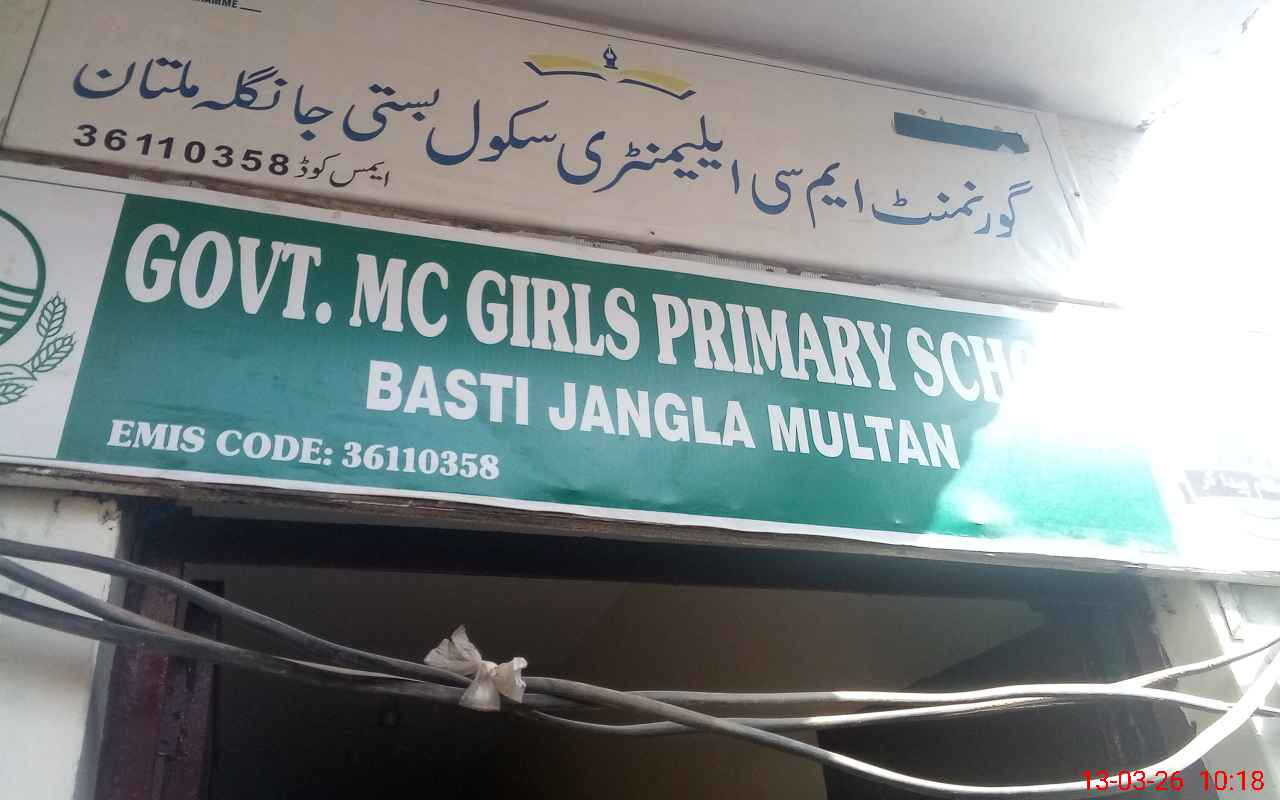 گورنمنٹ ایم سی ایلیمنٹری سکول بستی جانگلہ ملتان
ایمس کوڈ 36110358
GOVT. MC GIRLS PRIMARY SCHO
BASTI JANGLA MULTAN
EMIS CODE: 36110358
13-03-26 10:18